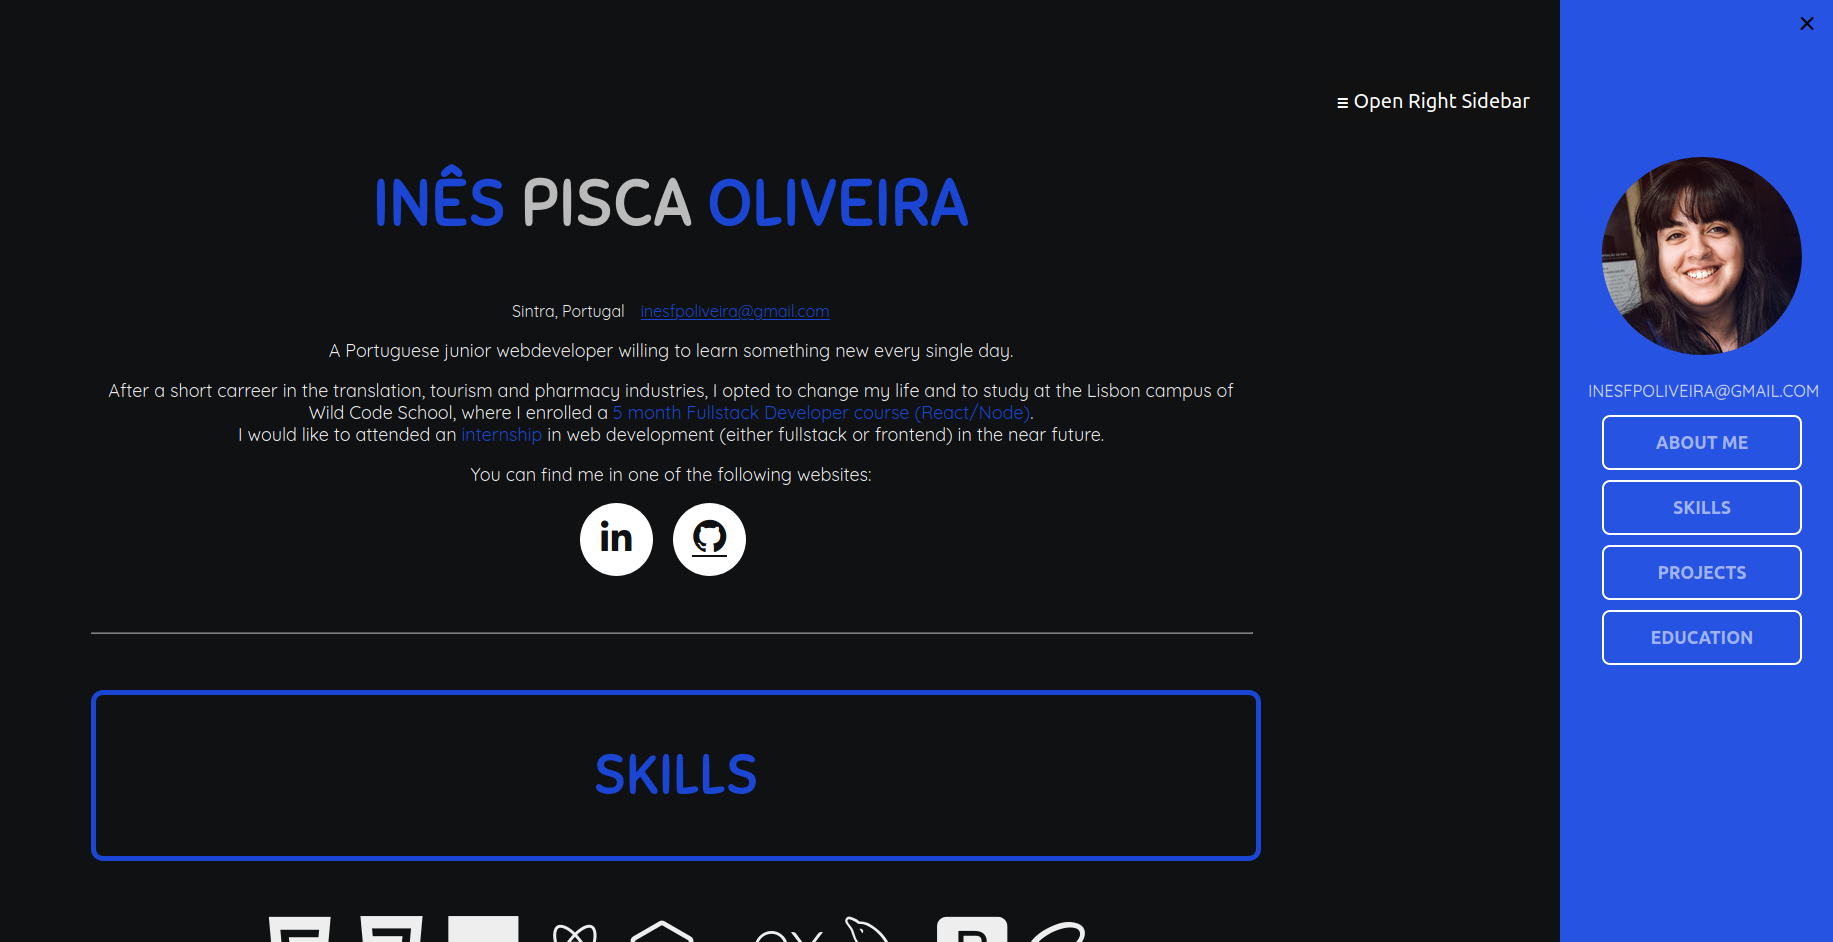 ☰ Open Right Sidebar
INÊS PISCA OLIVEIRA
Sintra, Portugal inesfpoliveira@gmail.com
A Portuguese junior webdeveloper willing to learn something new every single day.
After a short carreer in the translation, tourism and pharmacy industries, I opted to change my life and to study at the Lisbon campus of
Wild Code School, where I enrolled a 5 month Fullstack Developer course (React/Node).
I would like to attended an internship in web development (either fullstack or frontend) in the near future.
You can find me in one of the following websites:
in
SKILLS
×
INESFPOLIVEIRA@GMAIL.COM
ABOUT ME
SKILLS
PROJECTS
EDUCATION